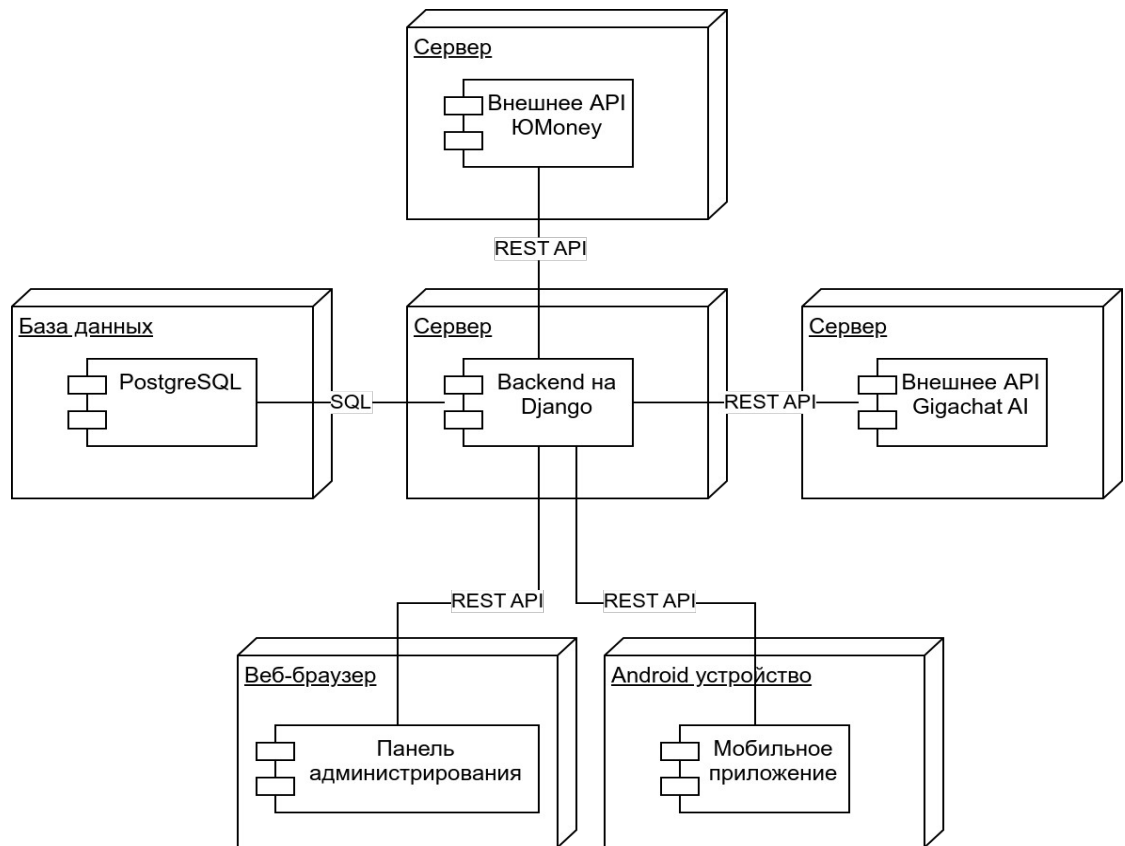 Сервер
Внешнее API
ЮMoney
REST API
База данных
PostgreSQL
SQL
Сервер
Backend на
Django
REST API
Сервер
Внешнее API
Gigachat AI
REST API
REST API
Веб-браузер
Панель
администрирования
Android устройство
Мобильное
приложение